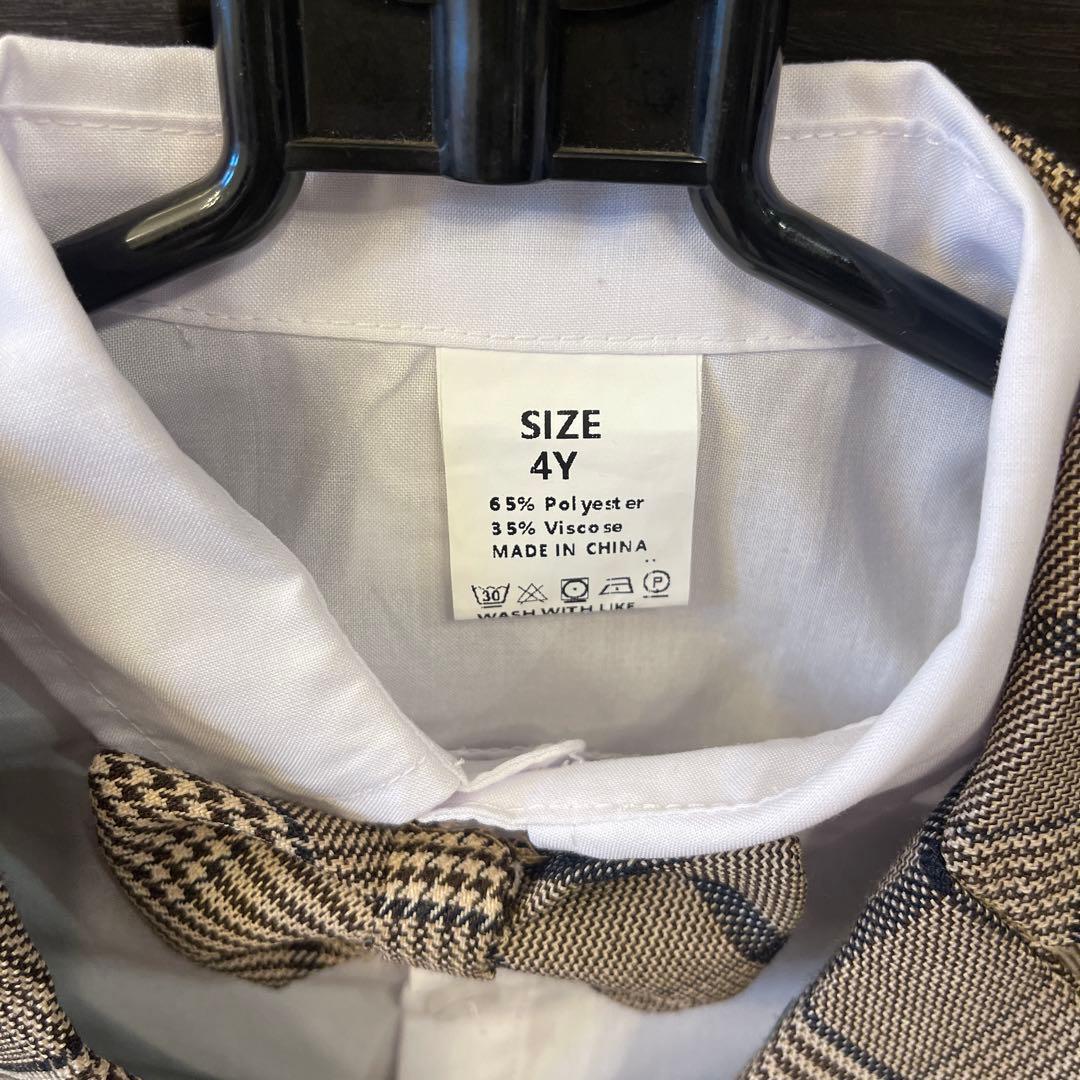 SIZE
4Y
65% Polyester
35% Viscose
MADE IN CHINA
30 P
WASH WITH LIKE